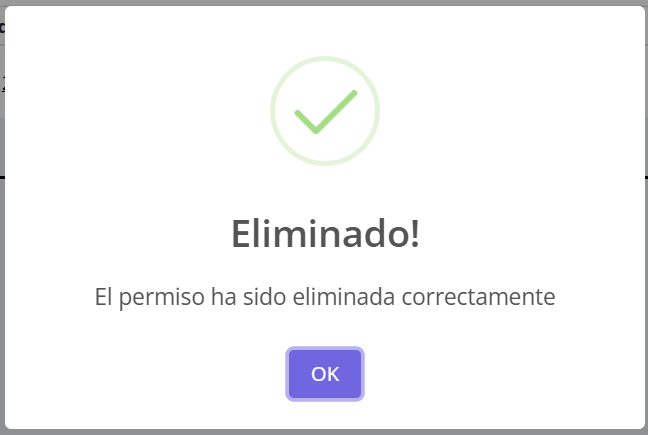 Eliminado!
El permiso ha sido eliminada correctamente
OK